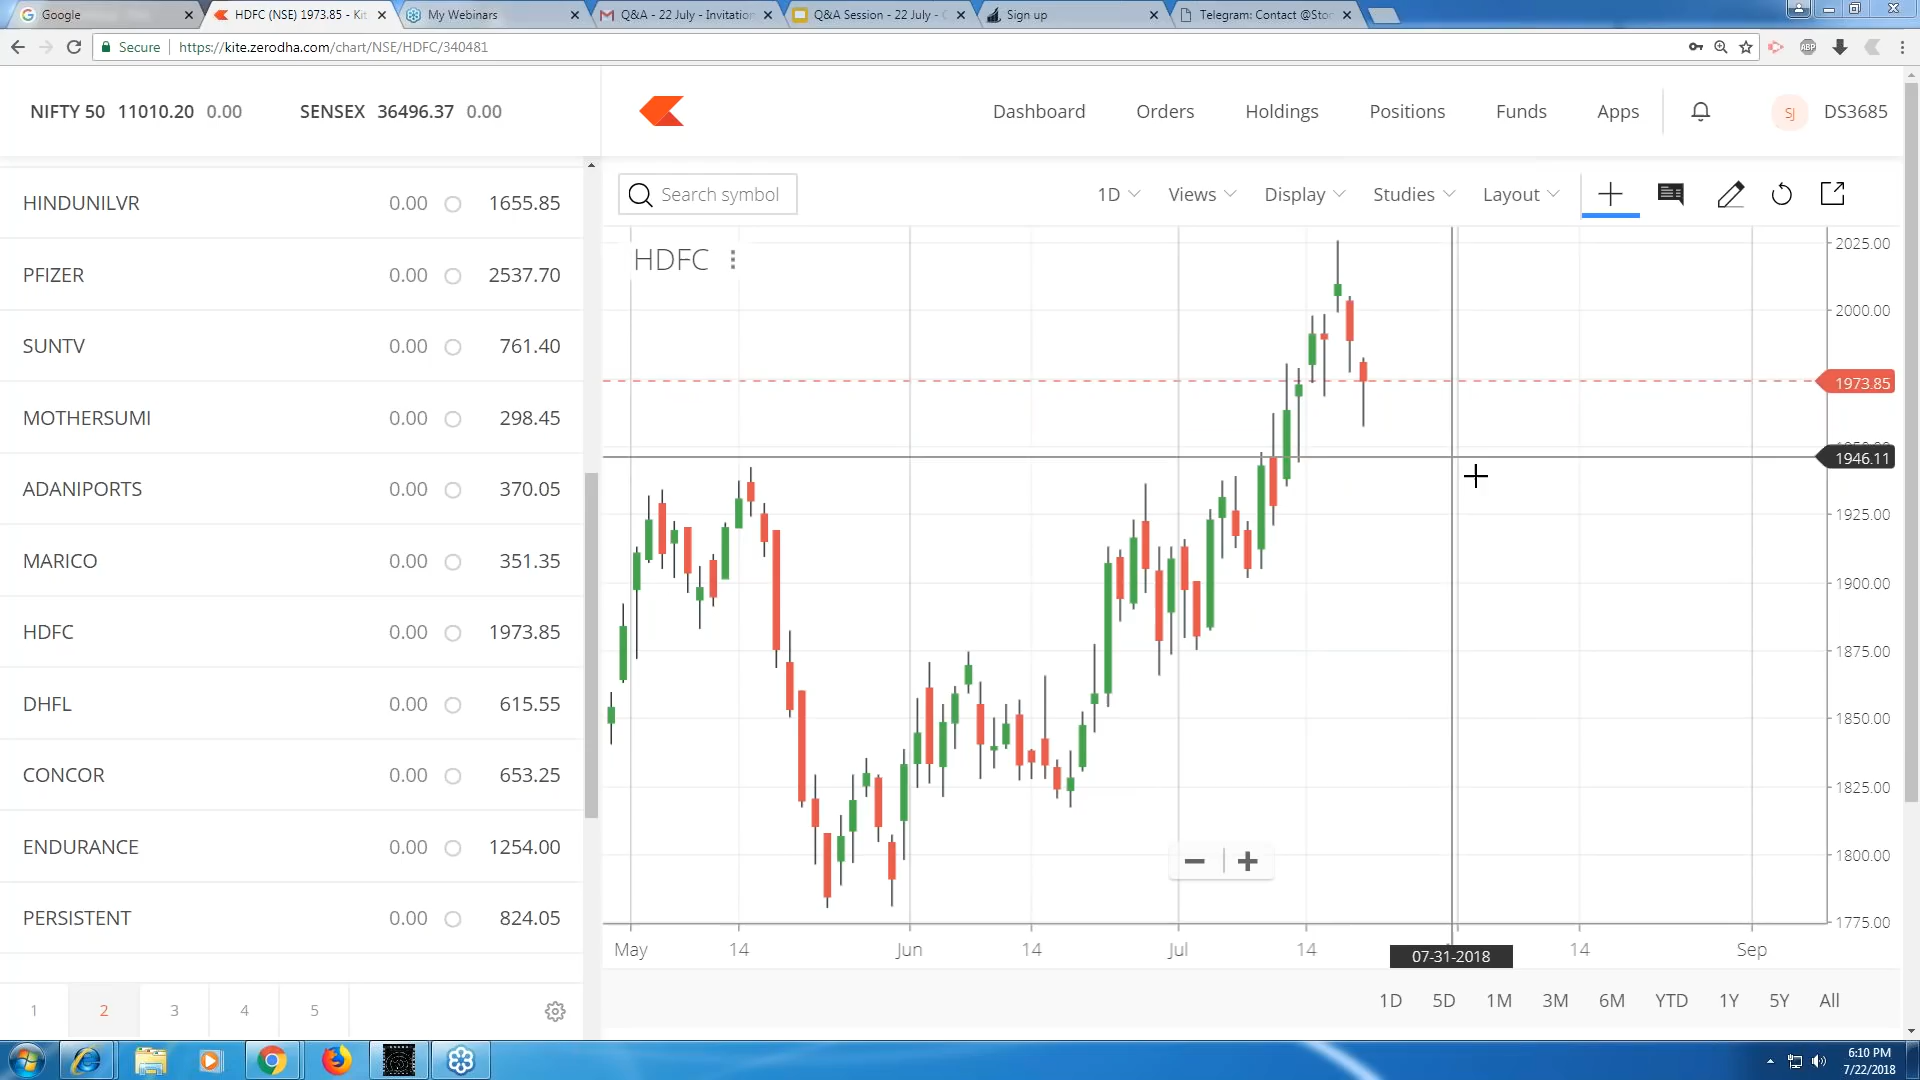 Google
HDFC (NSE) 1973.85 - Kit
My Webinars
Q&A - 22 July - Invitation
Q&A Session - 22 July -
Sign up
Telegram: Contact @Sto
Secure
https://kite.zerodha.com/chart/NSE/HDFC/340481
ABP
NIFTY 50 11010.20 0.00
SENSEX 36496.37 0.00
Dashboard
Orders
Holdings
Positions
Funds
Apps
SJ
DS3685
HINDUNILVR 0.00 1655.85
PFIZER 0.00 2537.70
SUNTV 0.00 761.40
MOTHERSUMI 0.00 298.45
ADANIPORTS 0.00 370.05
MARICO 0.00 351.35
HDFC 0.00 1973.85
DHFL 0.00 615.55
CONCOR 0.00 653.25
ENDURANCE 0.00 1254.00
PERSISTENT 0.00 824.05
1 2 3 4 5
Search symbol
1D
Views
Display
Studies
Layout
HDFC
2025.00
2000.00
1973.85
1946.11
1925.00
1900.00
1875.00
1850.00
1825.00
1800.00
1775.00
May 14 Jun 14 Jul 14 14 Sep
07-31-2018
1D 5D 1M 3M 6M YTD 1Y 5Y All
6:10 PM
7/22/2018